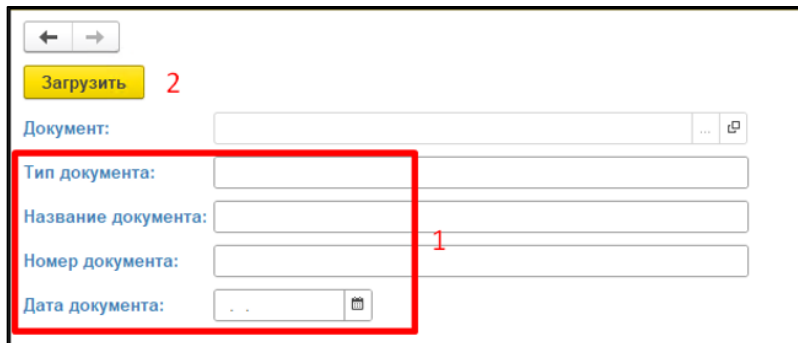 Загрузить 2
Документ: ...
Тип документа:
Название документа:
1
Номер документа:
Дата документа: . .